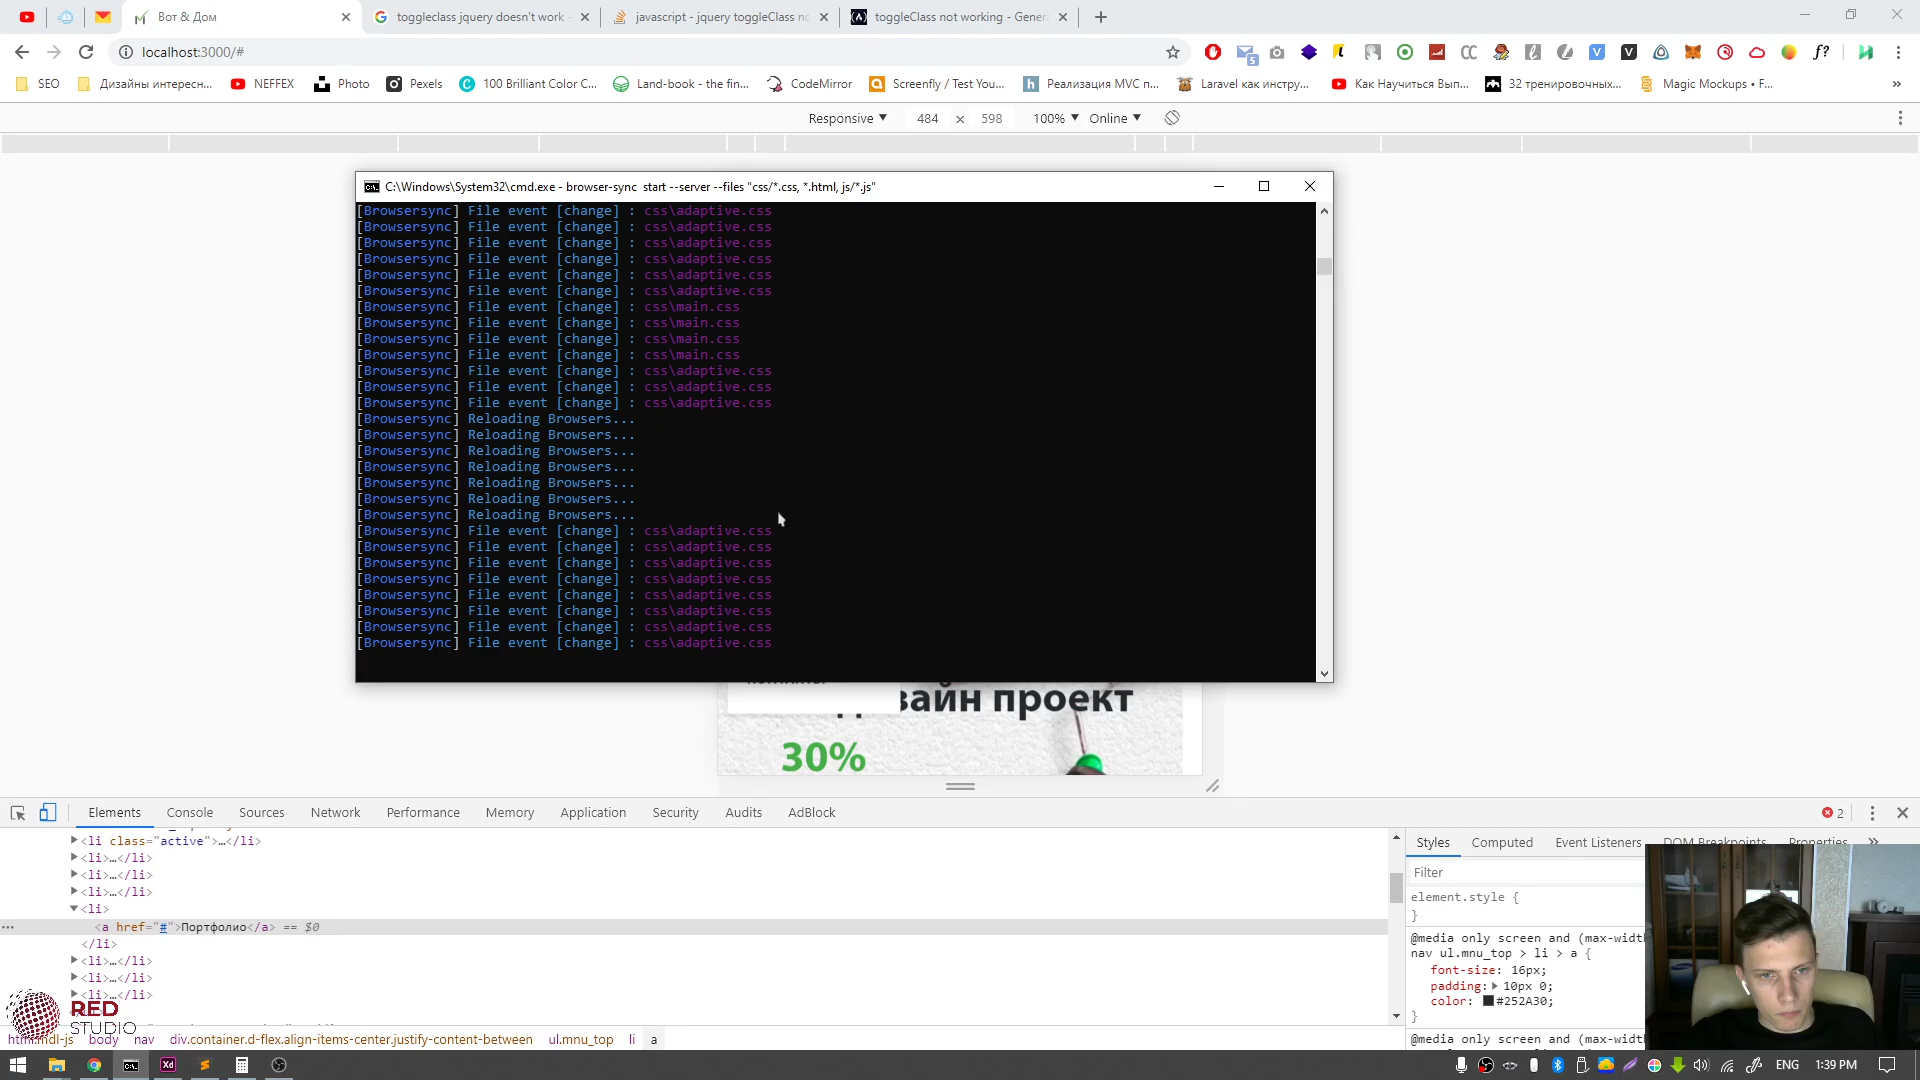 Вот & Дом
toggleclass jquery doesn't work -
javascript - jquery toggleClass no
toggleClass not working - Genera
localhost:3000/#
SEO
Дизайны интересн...
NEFFEX
Photo
Pexels
100 Brilliant Color C...
Land-book - the fin...
CodeMirror
Screenfly / Test You...
Реализация MVC п...
Laravel как инстру...
Как Научиться Вып...
32 тренировочных...
Magic Mockups • F...
Responsive
484 × 598
100%
Online
C:\Windows\System32\cmd.exe - browser-sync  start --server --files "css/*.css, *.html, js/*.js"
[Browsersync] File event [change] : css\adaptive.css
[Browsersync] File event [change] : css\adaptive.css
[Browsersync] File event [change] : css\adaptive.css
[Browsersync] File event [change] : css\adaptive.css
[Browsersync] File event [change] : css\adaptive.css
[Browsersync] File event [change] : css\adaptive.css
[Browsersync] File event [change] : css\main.css
[Browsersync] File event [change] : css\main.css
[Browsersync] File event [change] : css\main.css
[Browsersync] File event [change] : css\main.css
[Browsersync] File event [change] : css\adaptive.css
[Browsersync] File event [change] : css\adaptive.css
[Browsersync] File event [change] : css\adaptive.css
[Browsersync] Reloading Browsers...
[Browsersync] Reloading Browsers...
[Browsersync] Reloading Browsers...
[Browsersync] Reloading Browsers...
[Browsersync] Reloading Browsers...
[Browsersync] Reloading Browsers...
[Browsersync] Reloading Browsers...
[Browsersync] File event [change] : css\adaptive.css
[Browsersync] File event [change] : css\adaptive.css
[Browsersync] File event [change] : css\adaptive.css
[Browsersync] File event [change] : css\adaptive.css
[Browsersync] File event [change] : css\adaptive.css
[Browsersync] File event [change] : css\adaptive.css
[Browsersync] File event [change] : css\adaptive.css
[Browsersync] File event [change] : css\adaptive.css
зайн проект
30%
Elements
Console
Sources
Network
Performance
Memory
Application
Security
Audits
AdBlock
2
<li class="active">…</li>
<li>…</li>
<li>…</li>
<li>…</li>
<li>
<a href="#">Портфолио</a> == $0
</li>
<li>…</li>
<li>…</li>
<li>…</li>
Styles
Computed
Event Listeners
DOM Breakpoints
Properties
Filter
element.style {
}
@media only screen and (max-width
nav ul.mnu_top > li > a {
font-size: 16px;
padding: 10px 0;
color: #252A30;
}
@media only screen and (max-width
RED
STUDIO
body
nav
div.container.d-flex.align-items-center.justify-content-between
ul.mnu_top
li
a
ENG
1:39 PM